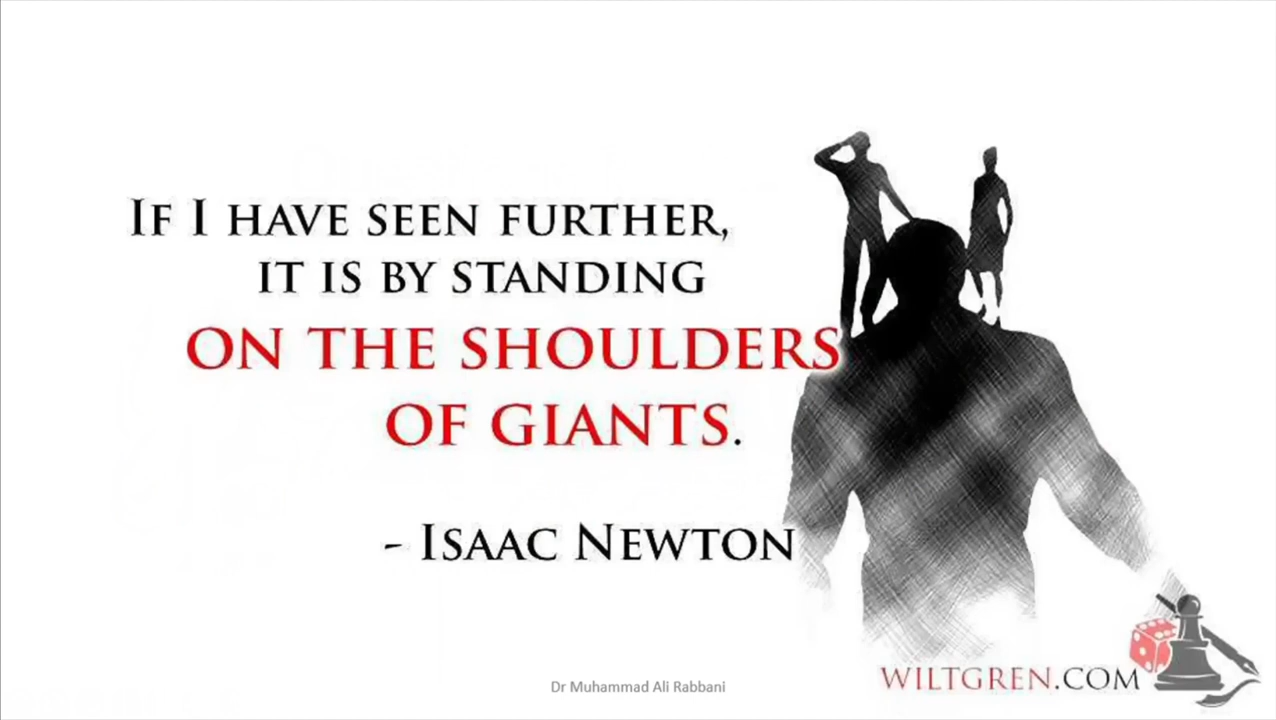 If I have seen further,
it is by standing
on the shoulders
of giants.
- Isaac Newton
Dr Muhammad Ali Rabbani
WILTGREN.COM